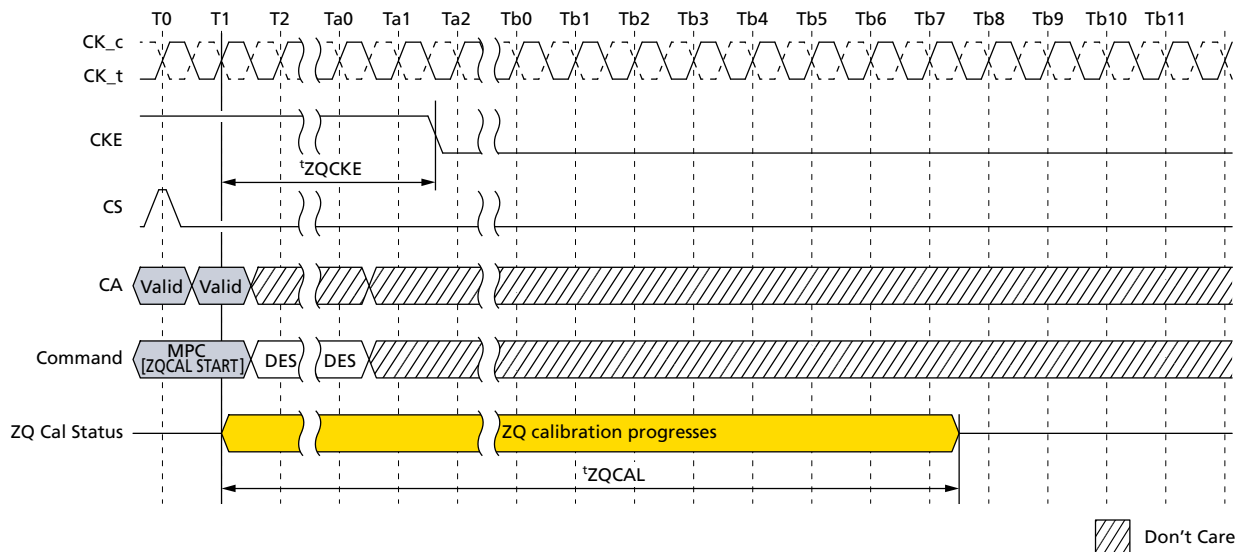 T0 T1 T2 Ta0 Ta1 Ta2 Tb0 Tb1 Tb2 Tb3 Tb4 Tb5 Tb6 Tb7 Tb8 Tb9 Tb10 Tb11
CK_c
CK_t
CKE
tZQCKE
CS
CA Valid Valid
Command MPC [ZQCAL START] DES DES
ZQ Cal Status ZQ calibration progresses
tZQCAL
Don't Care